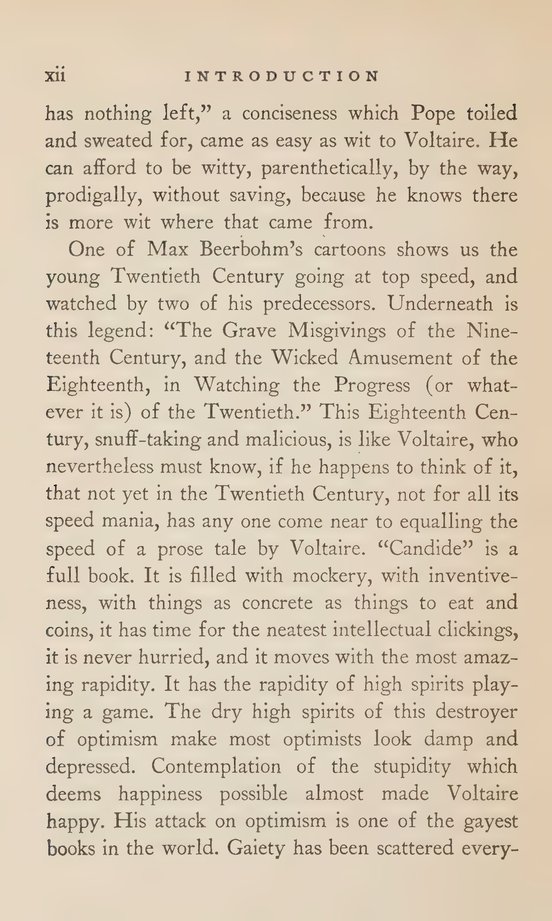 xii INTRODUCTION
has nothing left,” a conciseness which Pope toiled
and sweated for, came as easy as wit to Voltaire. He
can afford to be witty, parenthetically, by the way,
prodigally, without saving, because he knows there
is more wit where that came from.
One of Max Beerbohm’s cartoons shows us the
young Twentieth Century going at top speed, and
watched by two of his predecessors. Underneath is
this legend: “The Grave Misgivings of the Nine-
teenth Century, and the Wicked Amusement of the
Eighteenth, in Watching the Progress (or what-
ever it is) of the Twentieth.” This Eighteenth Cen-
tury, snuff-taking and malicious, is like Voltaire, who
nevertheless must know, if he happens to think of it,
that not yet in the Twentieth Century, not for all its
speed mania, has any one come near to equalling the
speed of a prose tale by Voltaire. “Candide” is a
full book. It is filled with mockery, with inventive-
ness, with things as concrete as things to eat and
coins, it has time for the neatest intellectual clickings,
it is never hurried, and it moves with the most amaz-
ing rapidity. It has the rapidity of high spirits play-
ing a game. The dry high spirits of this destroyer
of optimism make most optimists look damp and
depressed. Contemplation of the stupidity which
deems happiness possible almost made Voltaire
happy. His attack on optimism is one of the gayest
books in the world. Gaiety has been scattered every-